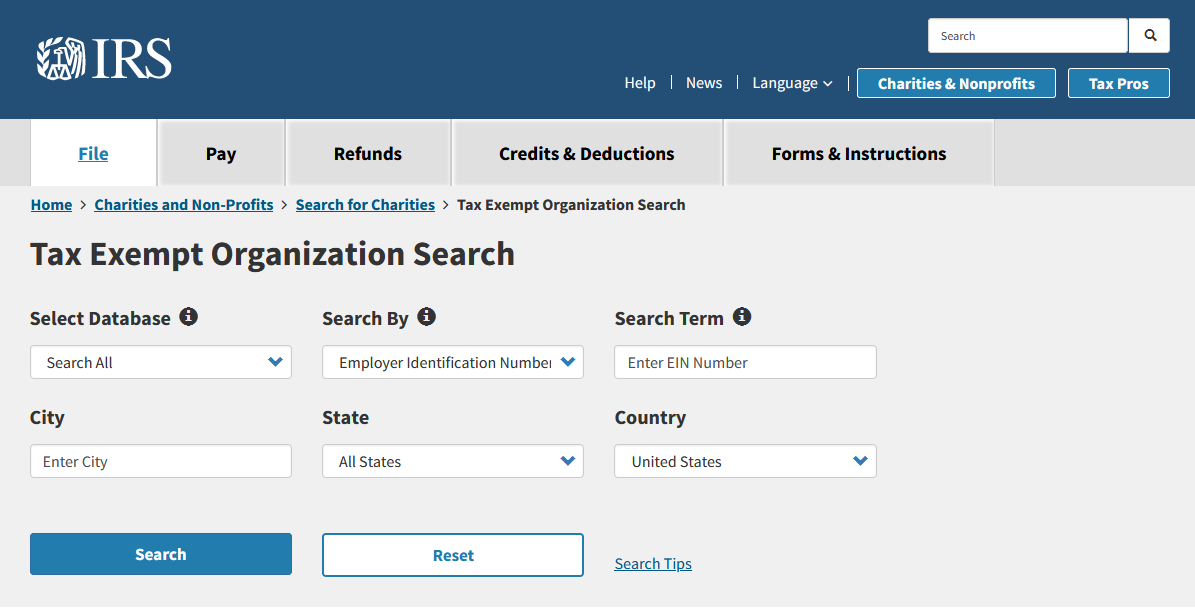 IRS
Search
Help | News | Language | Charities & Nonprofits Tax Pros
File Pay Refunds Credits & Deductions Forms & Instructions
Home > Charities and Non-Profits > Search for Charities > Tax Exempt Organization Search
Tax Exempt Organization Search
Select Database Search By Search Term
Search All Employer Identification Number Enter EIN Number
City State Country
Enter City All States United States
Search Reset Search Tips